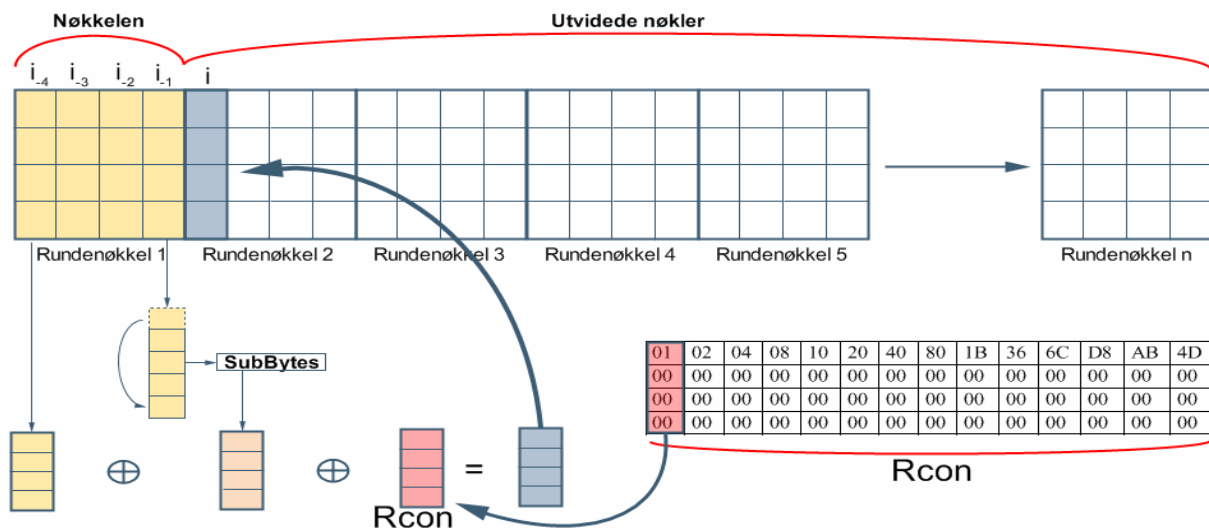 Nøkkelen Utvidede nøkler
i-4 i-3 i-2 i-1 i
Rundenøkkel 1 Rundenøkkel 2 Rundenøkkel 3 Rundenøkkel 4 Rundenøkkel 5 Rundenøkkel n
SubBytes
01 02 04 08 10 20 40 80 1B 36 6C D8 AB 4D
00 00 00 00 00 00 00 00 00 00 00 00 00 00
00 00 00 00 00 00 00 00 00 00 00 00 00 00
00 00 00 00 00 00 00 00 00 00 00 00 00 00
⊕ ⊕ =
Rcon
Rcon